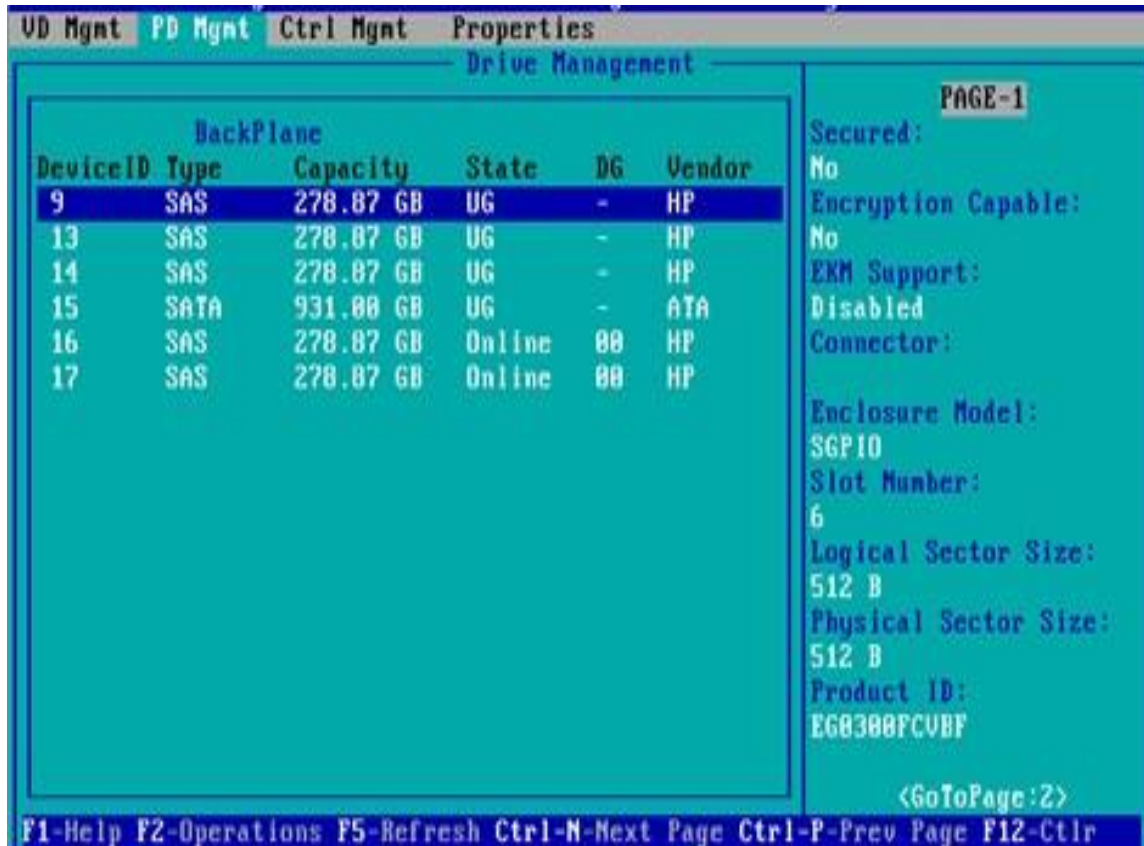 VD Mgmt PD Mgmt Ctrl Mgmt Properties
Drive Management
BackPlane
DeviceID Type Capacity State DG Vendor
9 SAS 278.87 GB UG - HP
13 SAS 278.87 GB UG - HP
14 SAS 278.87 GB UG - HP
15 SATA 931.00 GB UG - ATA
16 SAS 278.87 GB Online 00 HP
17 SAS 278.87 GB Online 00 HP
PAGE-1
Secured:
No
Encryption Capable:
No
EKM Support:
Disabled
Connector:
Enclosure Model:
SGPIO
Slot Number:
6
Logical Sector Size:
512 B
Physical Sector Size:
512 B
Product ID:
EG0300FCVBF
<GoToPage:2>
F1-Help F2-Operations F5-Refresh Ctrl-N-Next Page Ctrl-P-Prev Page F12-Ctlr